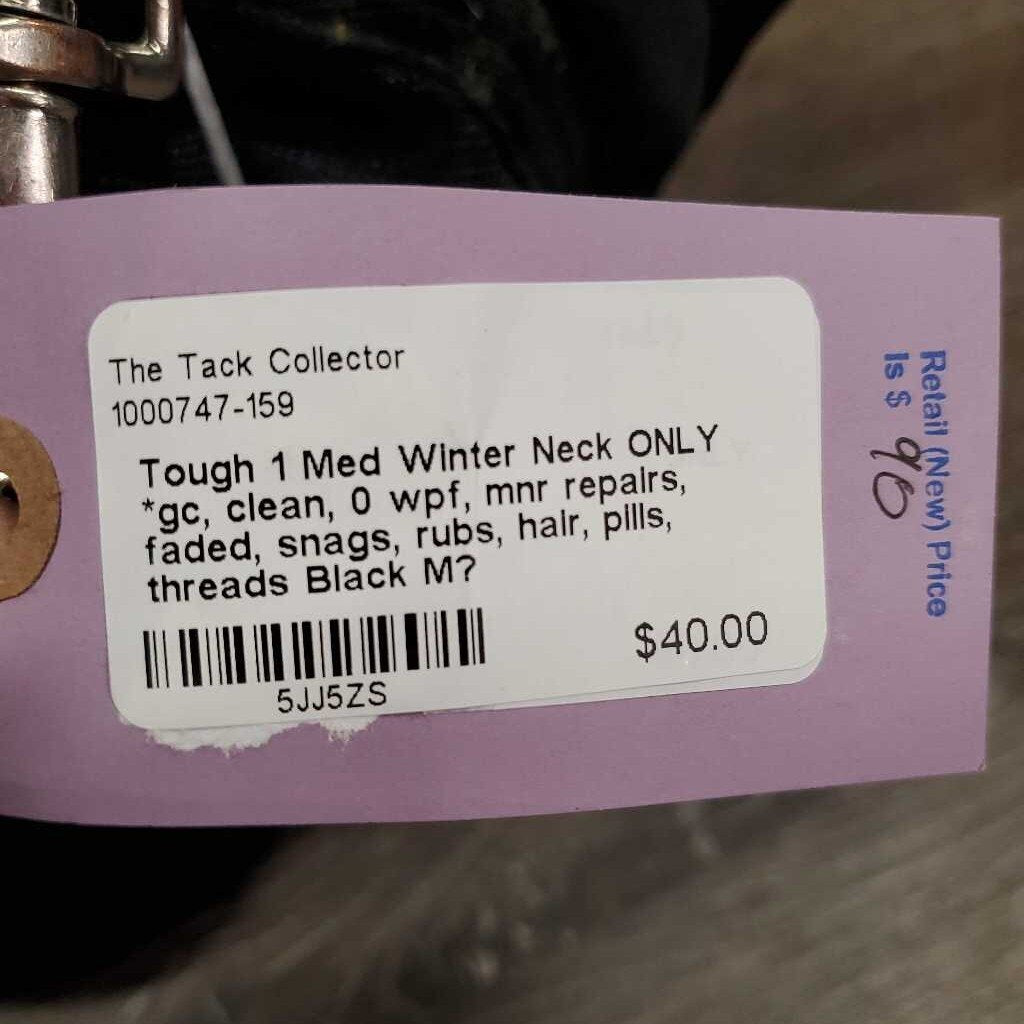 The Tack Collector
1000747-159
Tough 1 Med Winter Neck ONLY
*gc, clean, 0 wpf, mnr repairs,
faded, snags, rubs, hair, pills,
threads Black M?
5JJ5ZS
$40.00
Retail (New) Price
Is $